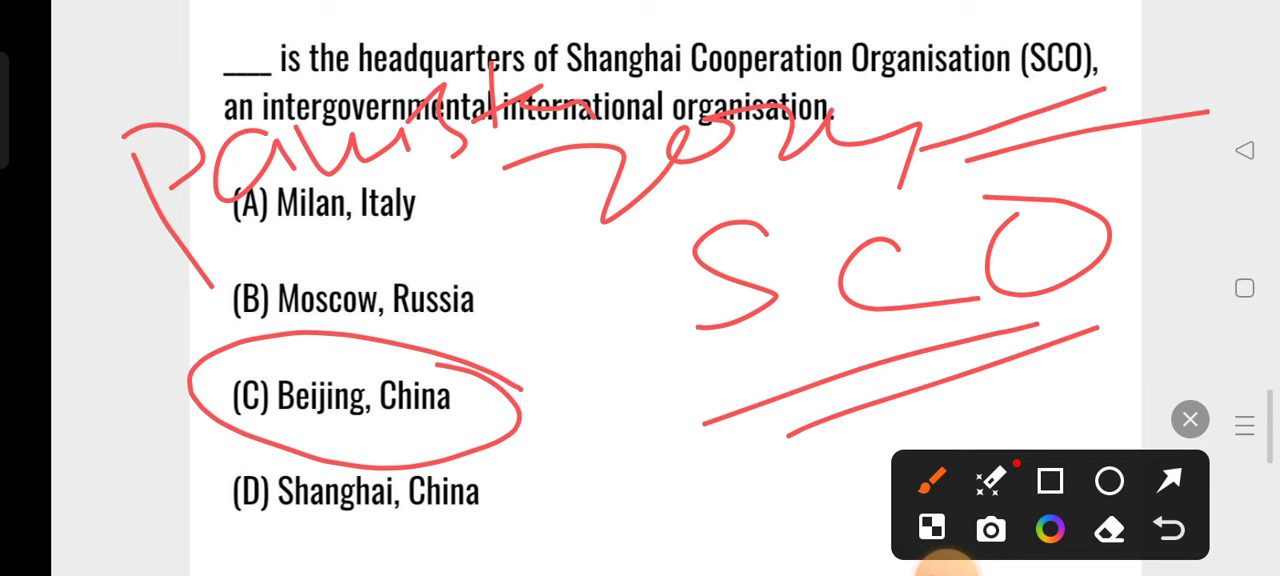 ____ is the headquarters of Shanghai Cooperation Organisation (SCO),
an intergovernmental international organisation.
(A) Milan, Italy
SCO
(B) Moscow, Russia
(C) Beijing, China
(D) Shanghai, China